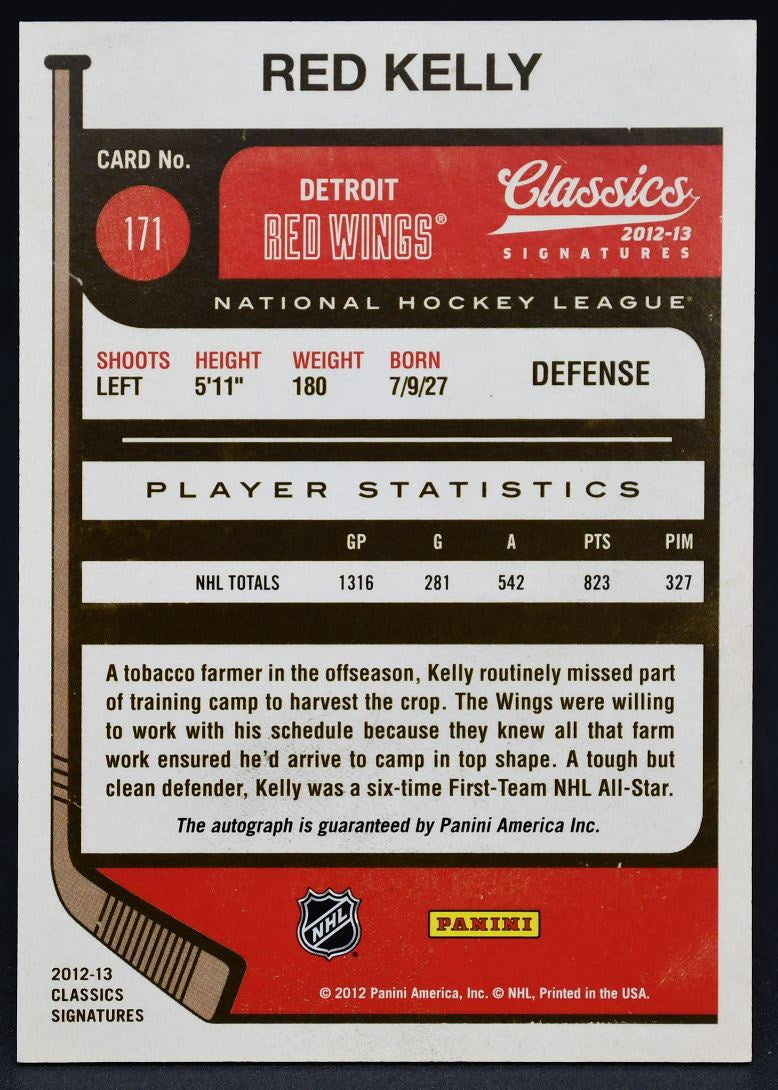 RED KELLY
CARD No.
171
DETROIT
RED WINGS®
Classics
2012-13
SIGNATURES
NATIONAL HOCKEY LEAGUE®
SHOOTS HEIGHT WEIGHT BORN
LEFT 5'11" 180 7/9/27
DEFENSE
PLAYER STATISTICS
GP G A PTS PIM
NHL TOTALS 1316 281 542 823 327
A tobacco farmer in the offseason, Kelly routinely missed part
of training camp to harvest the crop. The Wings were willing
to work with his schedule because they knew all that farm
work ensured he'd arrive to camp in top shape. A tough but
clean defender, Kelly was a six-time First-Team NHL All-Star.
The autograph is guaranteed by Panini America Inc.
NHL
PANINI
2012-13
CLASSICS
SIGNATURES
© 2012 Panini America, Inc. © NHL, Printed in the USA.